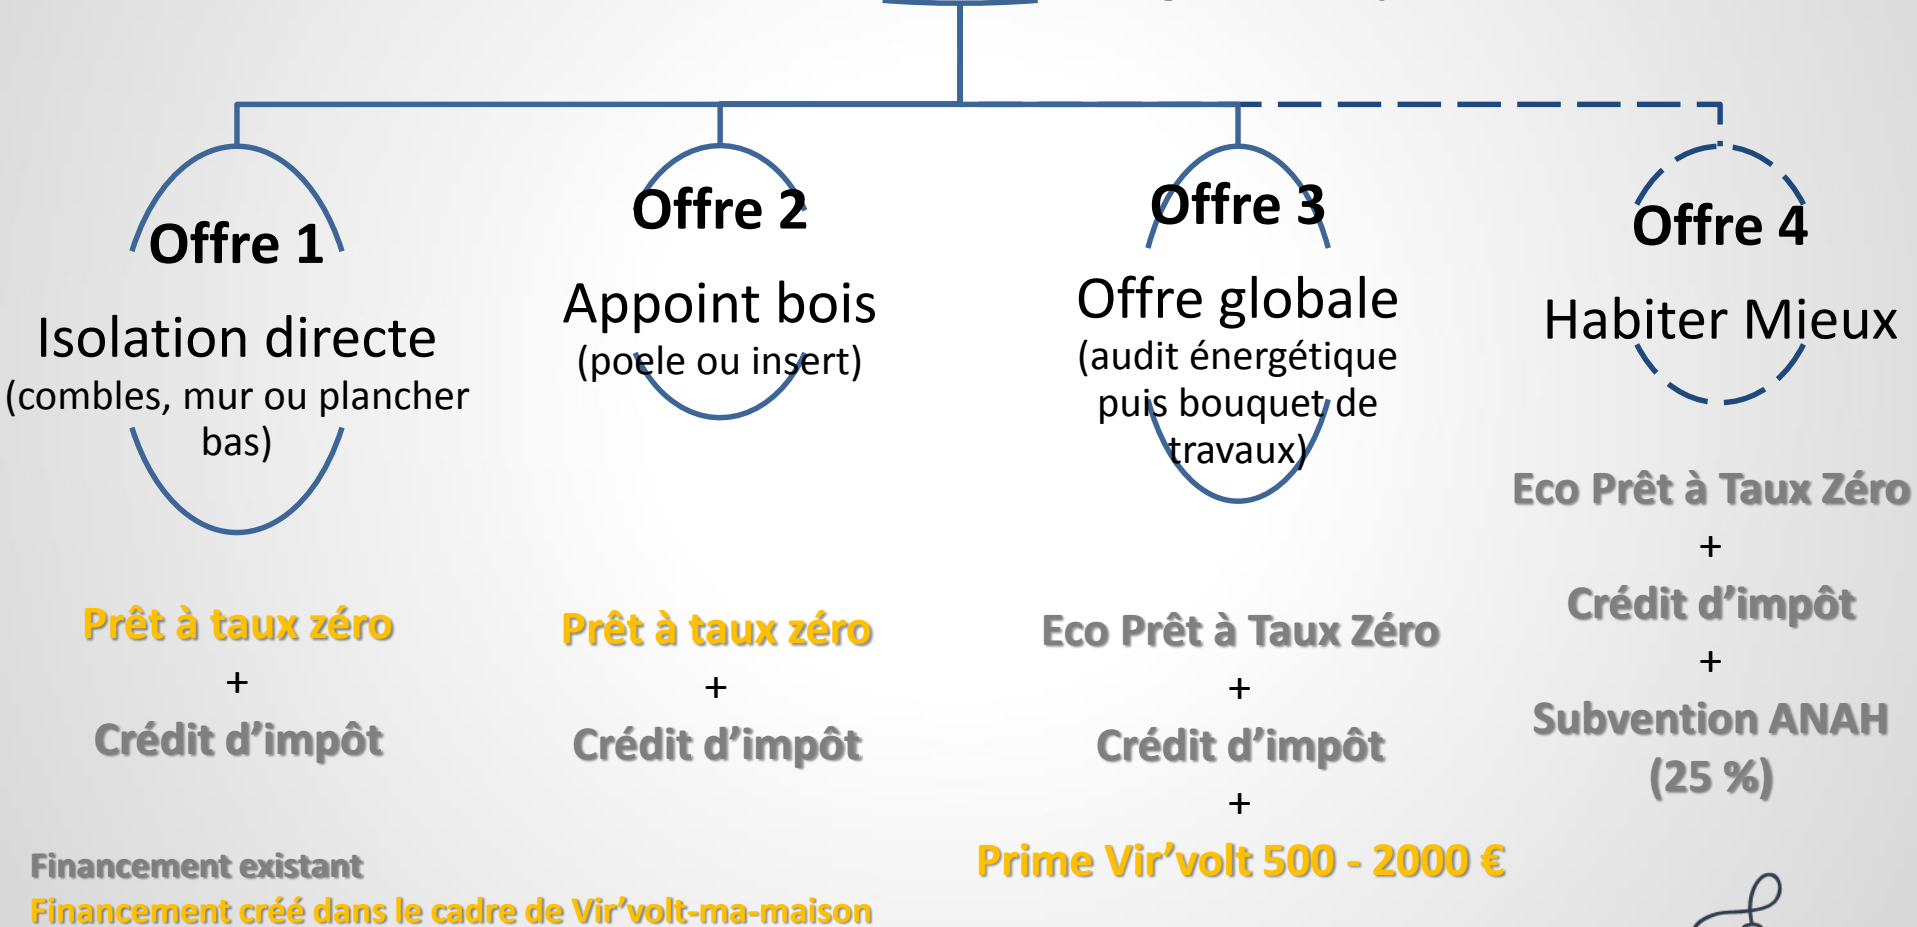 Offre 1
Isolation directe
(combles, mur ou plancher
bas)
Prêt à taux zéro
+
Crédit d’impôt
Offre 2
Appoint bois
(poele ou insert)
Prêt à taux zéro
+
Crédit d’impôt
Offre 3
Offre globale
(audit énergétique
puis bouquet de
travaux)
Eco Prêt à Taux Zéro
+
Crédit d’impôt
+
Prime Vir’volt 500 - 2000 €
Offre 4
Habiter Mieux
Eco Prêt à Taux Zéro
+
Crédit d’impôt
+
Subvention ANAH
(25 %)
Financement existant
Financement créé dans le cadre de Vir’volt-ma-maison